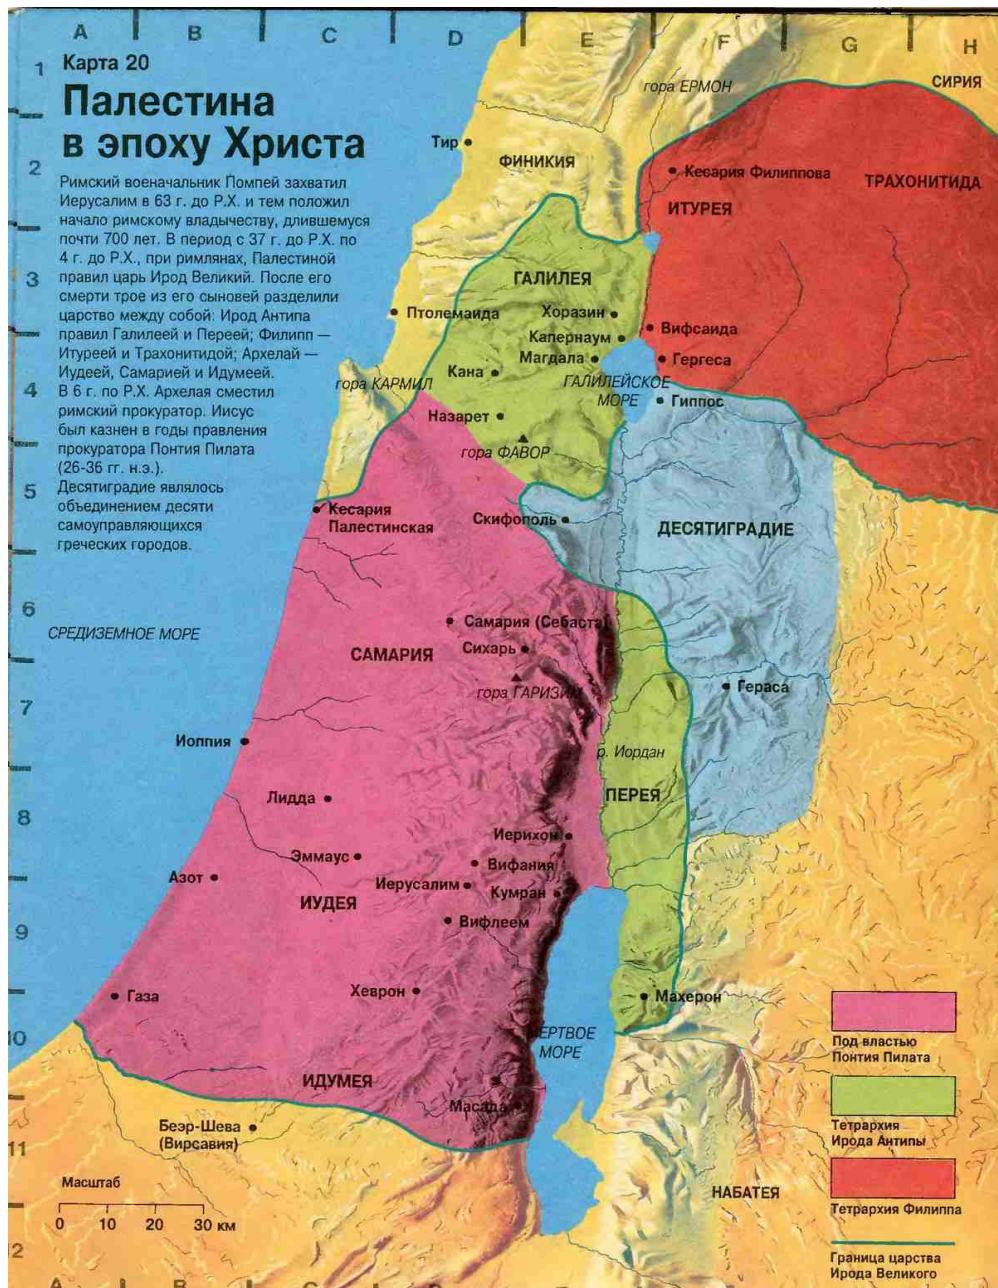 A B C D E F G H
1
2
3
4
5
6
7
8
9
10
11
2
Карта 20
Палестина
в эпоху Христа
Римский военачальник Помпей захватил
Иерусалим в 63 г. до Р.Х. и тем положил
начало римскому владычеству, длившемуся
почти 700 лет. В период с 37 г. до Р.Х. по
4 г. до Р.Х., при римлянах, Палестиной
правил царь Ирод Великий. После его
смерти трое из его сыновей разделили
царство между собой: Ирод Антипа
правил Галилеей и Переей; Филипп —
Итуреей и Трахонитидой; Архелай —
Иудеей, Самарией и Идумеей.
В 6 г. по Р.Х. Архелая сместил
римский прокуратор. Иисус
был казнен в годы правления
прокуратора Понтия Пилата
(26-36 гг. н.э.).
Десятиградие являлось
объединением десяти
самоуправляющихся
греческих городов.
гора ЕРМОН
СИРИЯ
Тир
ФИНИКИЯ
Кесария Филиппова
ТРАХОНИТИДА
ИТУРЕЯ
ГАЛИЛЕЯ
Птолемаида
Хоразин
Вифсаида
Капернаум
Магдала
Гергеса
Кана
гора КАРМИЛ
ГАЛИЛЕЙСКОЕ
МОРЕ
Гиппос
Назарет
гора ФАВОР
Кесария
Палестинская
Скифополь
ДЕСЯТИГРАДИЕ
СРЕДИЗЕМНОЕ МОРЕ
Самария (Себаста)
САМАРИЯ
Сихарь
гора ГАРИЗИМ
Гераса
Иоппия
р. Иордан
ПЕРЕЯ
Лидда
Иерихон
Эммаус
Вифания
Азот
Иерусалим
Кумран
ИУДЕЯ
Вифлеем
Газа
Хеврон
Махерон
ЕРТВОЕ
МОРЕ
ИДУМЕЯ
Масада
Беэр-Шева
(Вирсавия)
НАБАТЕЯ
Масштаб
0 10 20 30 км
Под властью
Понтия Пилата
Тетрархия
Ирода Антипы
Тетрархия Филиппа
Граница царства
Ирода Великого